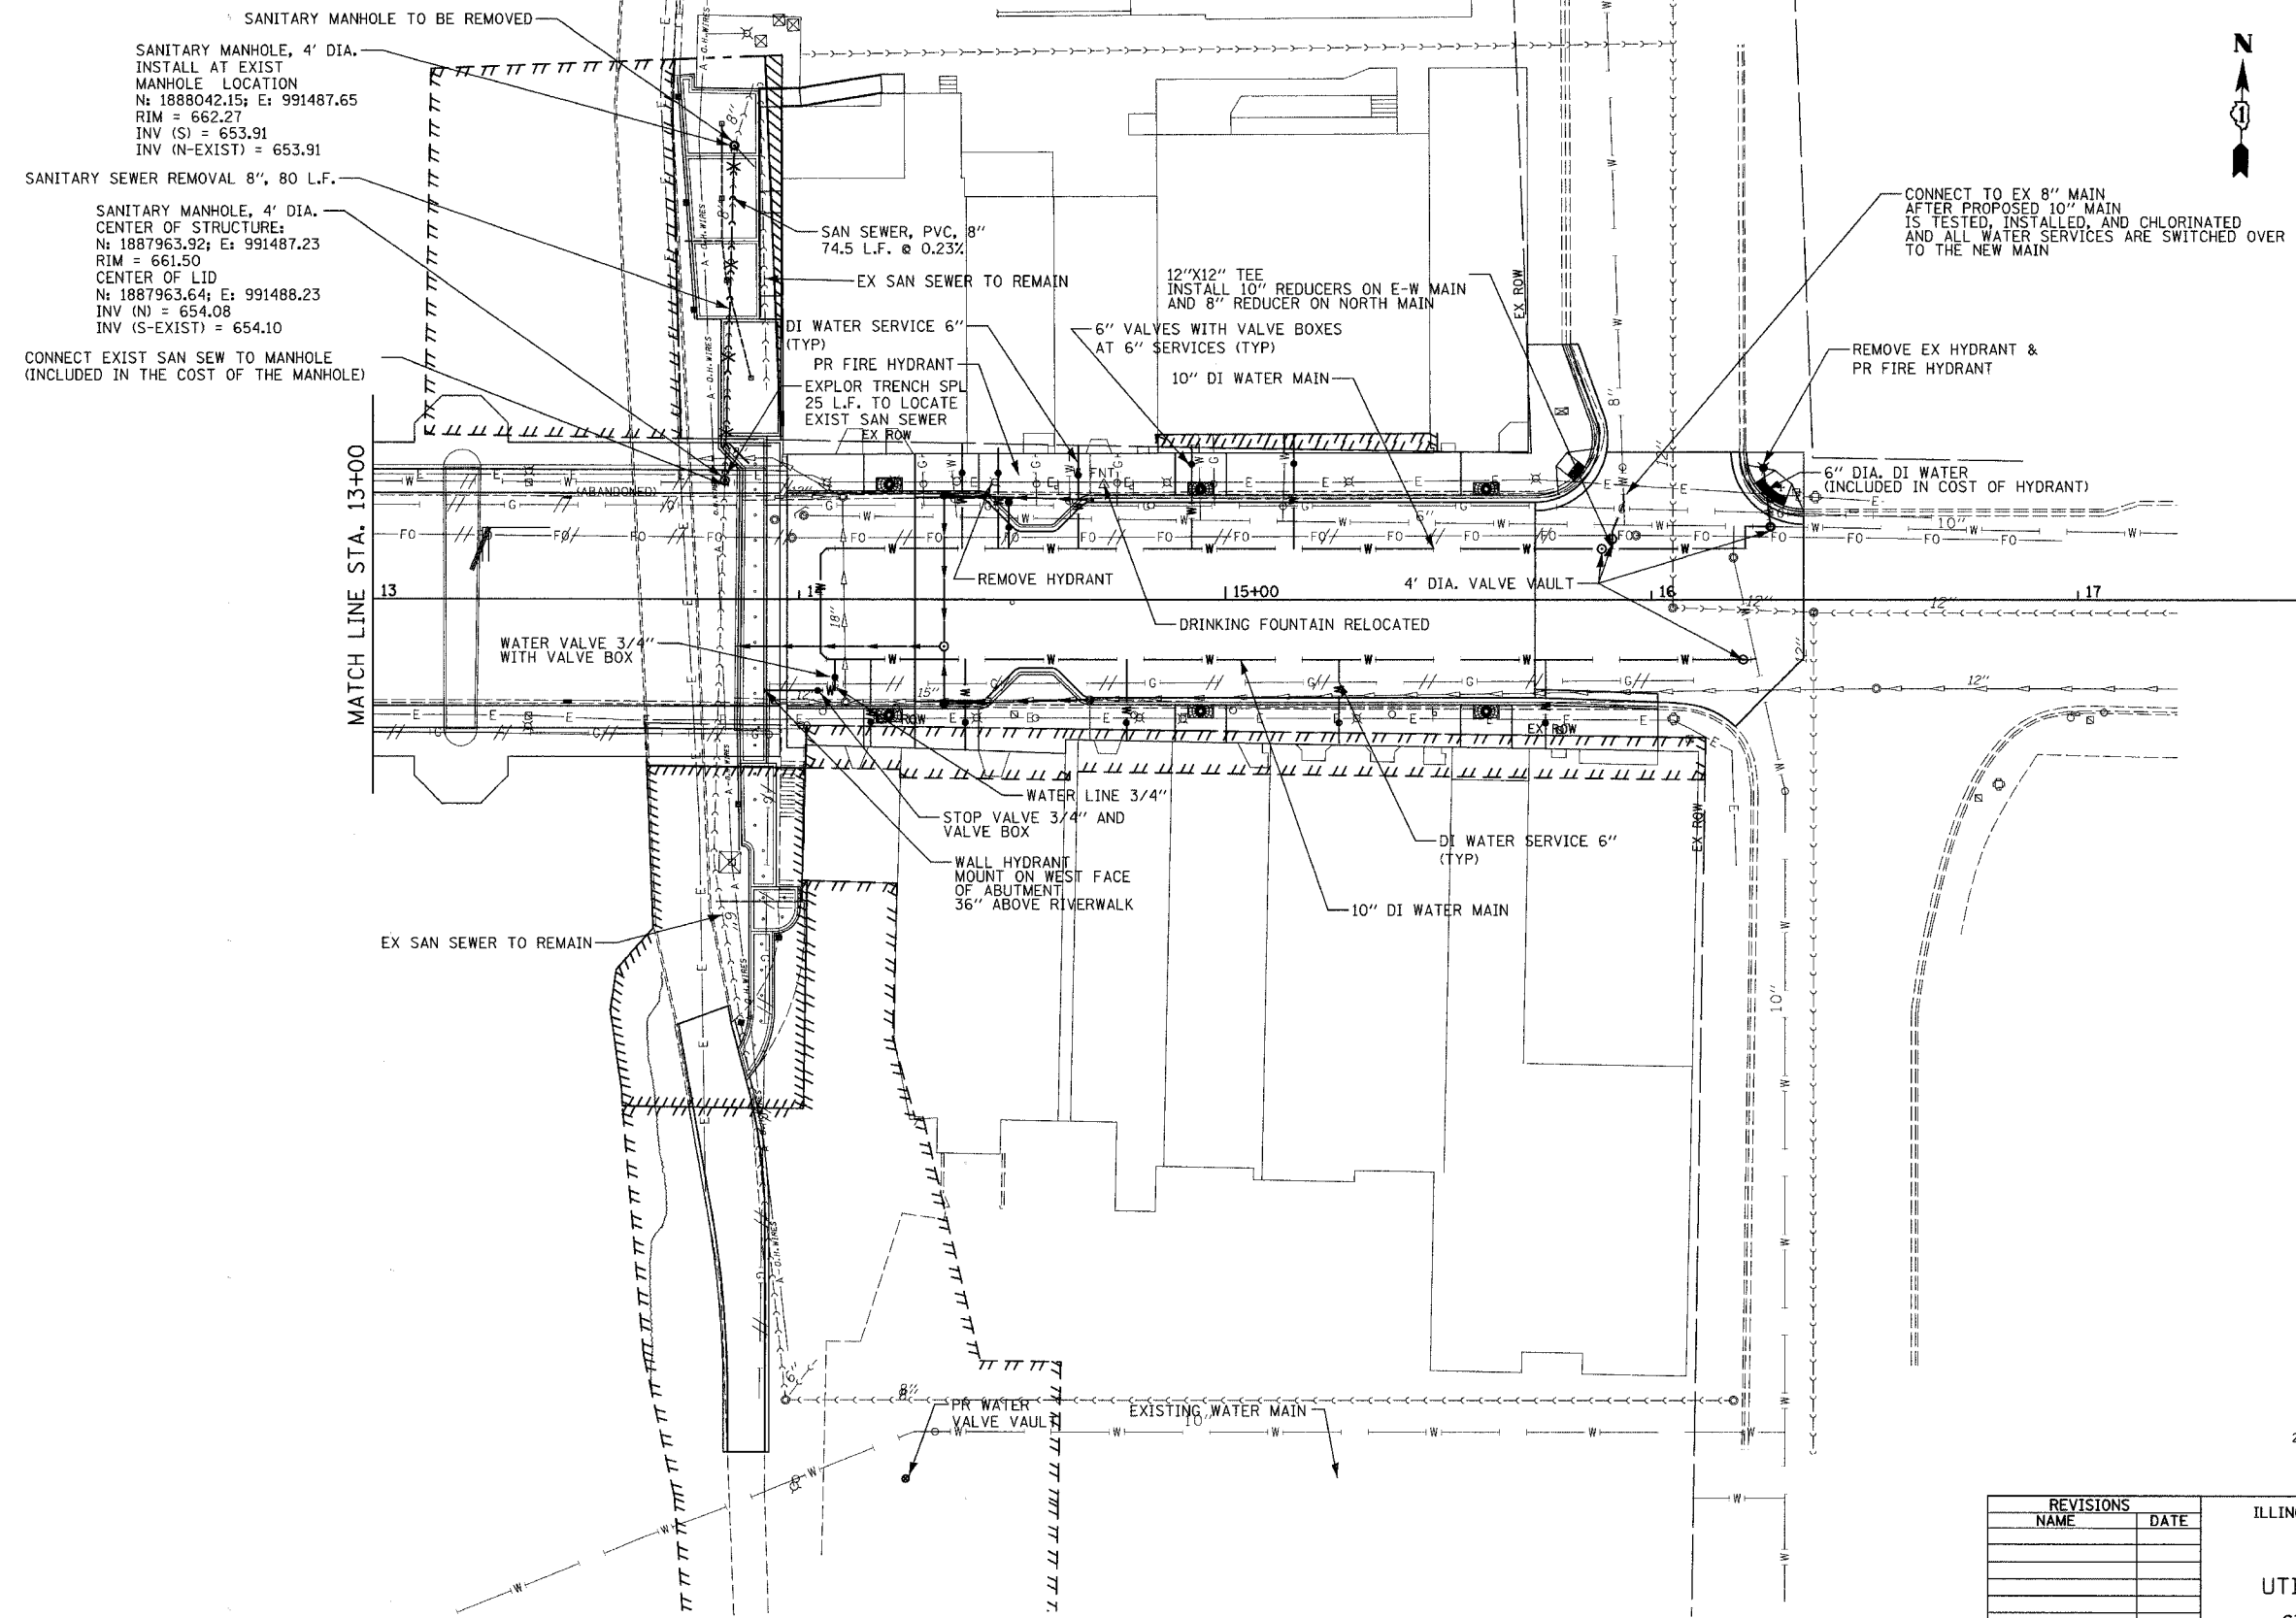 SANITARY MANHOLE TO BE REMOVED
SANITARY MANHOLE, 4' DIA.
INSTALL AT EXIST
MANHOLE LOCATION
N: 1888042.15; E: 991487.65
RIM = 662.27
INV (S) = 653.91
INV (N-EXIST) = 653.91
SANITARY SEWER REMOVAL 8", 80 L.F.
SANITARY MANHOLE, 4' DIA.
CENTER OF STRUCTURE:
N: 1887963.92; E: 991487.23
RIM = 661.50
CENTER OF LID
N: 1887963.64; E: 991488.23
INV (N) = 654.08
INV (S-EXIST) = 654.10
CONNECT EXIST SAN SEW TO MANHOLE
(INCLUDED IN THE COST OF THE MANHOLE)
SAN SEWER, PVC, 8"
74.5 L.F. @ 0.23%
EX SAN SEWER TO REMAIN
DI WATER SERVICE 6"
(TYP)
PR FIRE HYDRANT
EXPLOR TRENCH SPL
25 L.F. TO LOCATE
EXIST SAN SEWER
EX ROW
12"X12" TEE
INSTALL 10" REDUCERS ON E-W MAIN
AND 8" REDUCER ON NORTH MAIN
6" VALVES WITH VALVE BOXES
AT 6" SERVICES (TYP)
10" DI WATER MAIN
EX ROW
N
CONNECT TO EX 8" MAIN
AFTER PROPOSED 10" MAIN
IS TESTED, INSTALLED, AND CHLORINATED
AND ALL WATER SERVICES ARE SWITCHED OVER
TO THE NEW MAIN
REMOVE EX HYDRANT &
PR FIRE HYDRANT
6" DIA. DI WATER
(INCLUDED IN COST OF HYDRANT)
MATCH LINE STA. 13+00
(ABANDONED)
FNT
REMOVE HYDRANT
4' DIA. VALVE VAULT
13
15+00
16
17
18"
12"
12"
DRINKING FOUNTAIN RELOCATED
WATER VALVE 3/4"
WITH VALVE BOX
15"
12"
10"
EX ROW
WATER LINE 3/4"
STOP VALVE 3/4" AND
VALVE BOX
WALL HYDRANT
MOUNT ON WEST FACE
OF ABUTMENT
36" ABOVE RIVERWALK
DI WATER SERVICE 6"
(TYP)
10" DI WATER MAIN
EX ROW
EX SAN SEWER TO REMAIN
10"
8"
PR WATER
VALVE VAULT
EXISTING WATER MAIN
10"
REVISIONS
NAME DATE